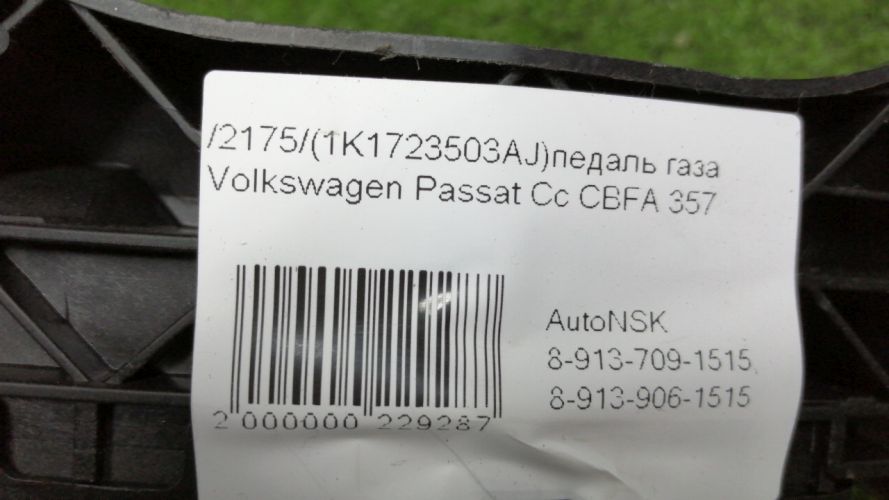 /2175/(1K1723503AJ)педаль газа
Volkswagen Passat Cc CBFA 357
AutoNSK
8-913-709-1515
8-913-906-1515
2 000000 229287